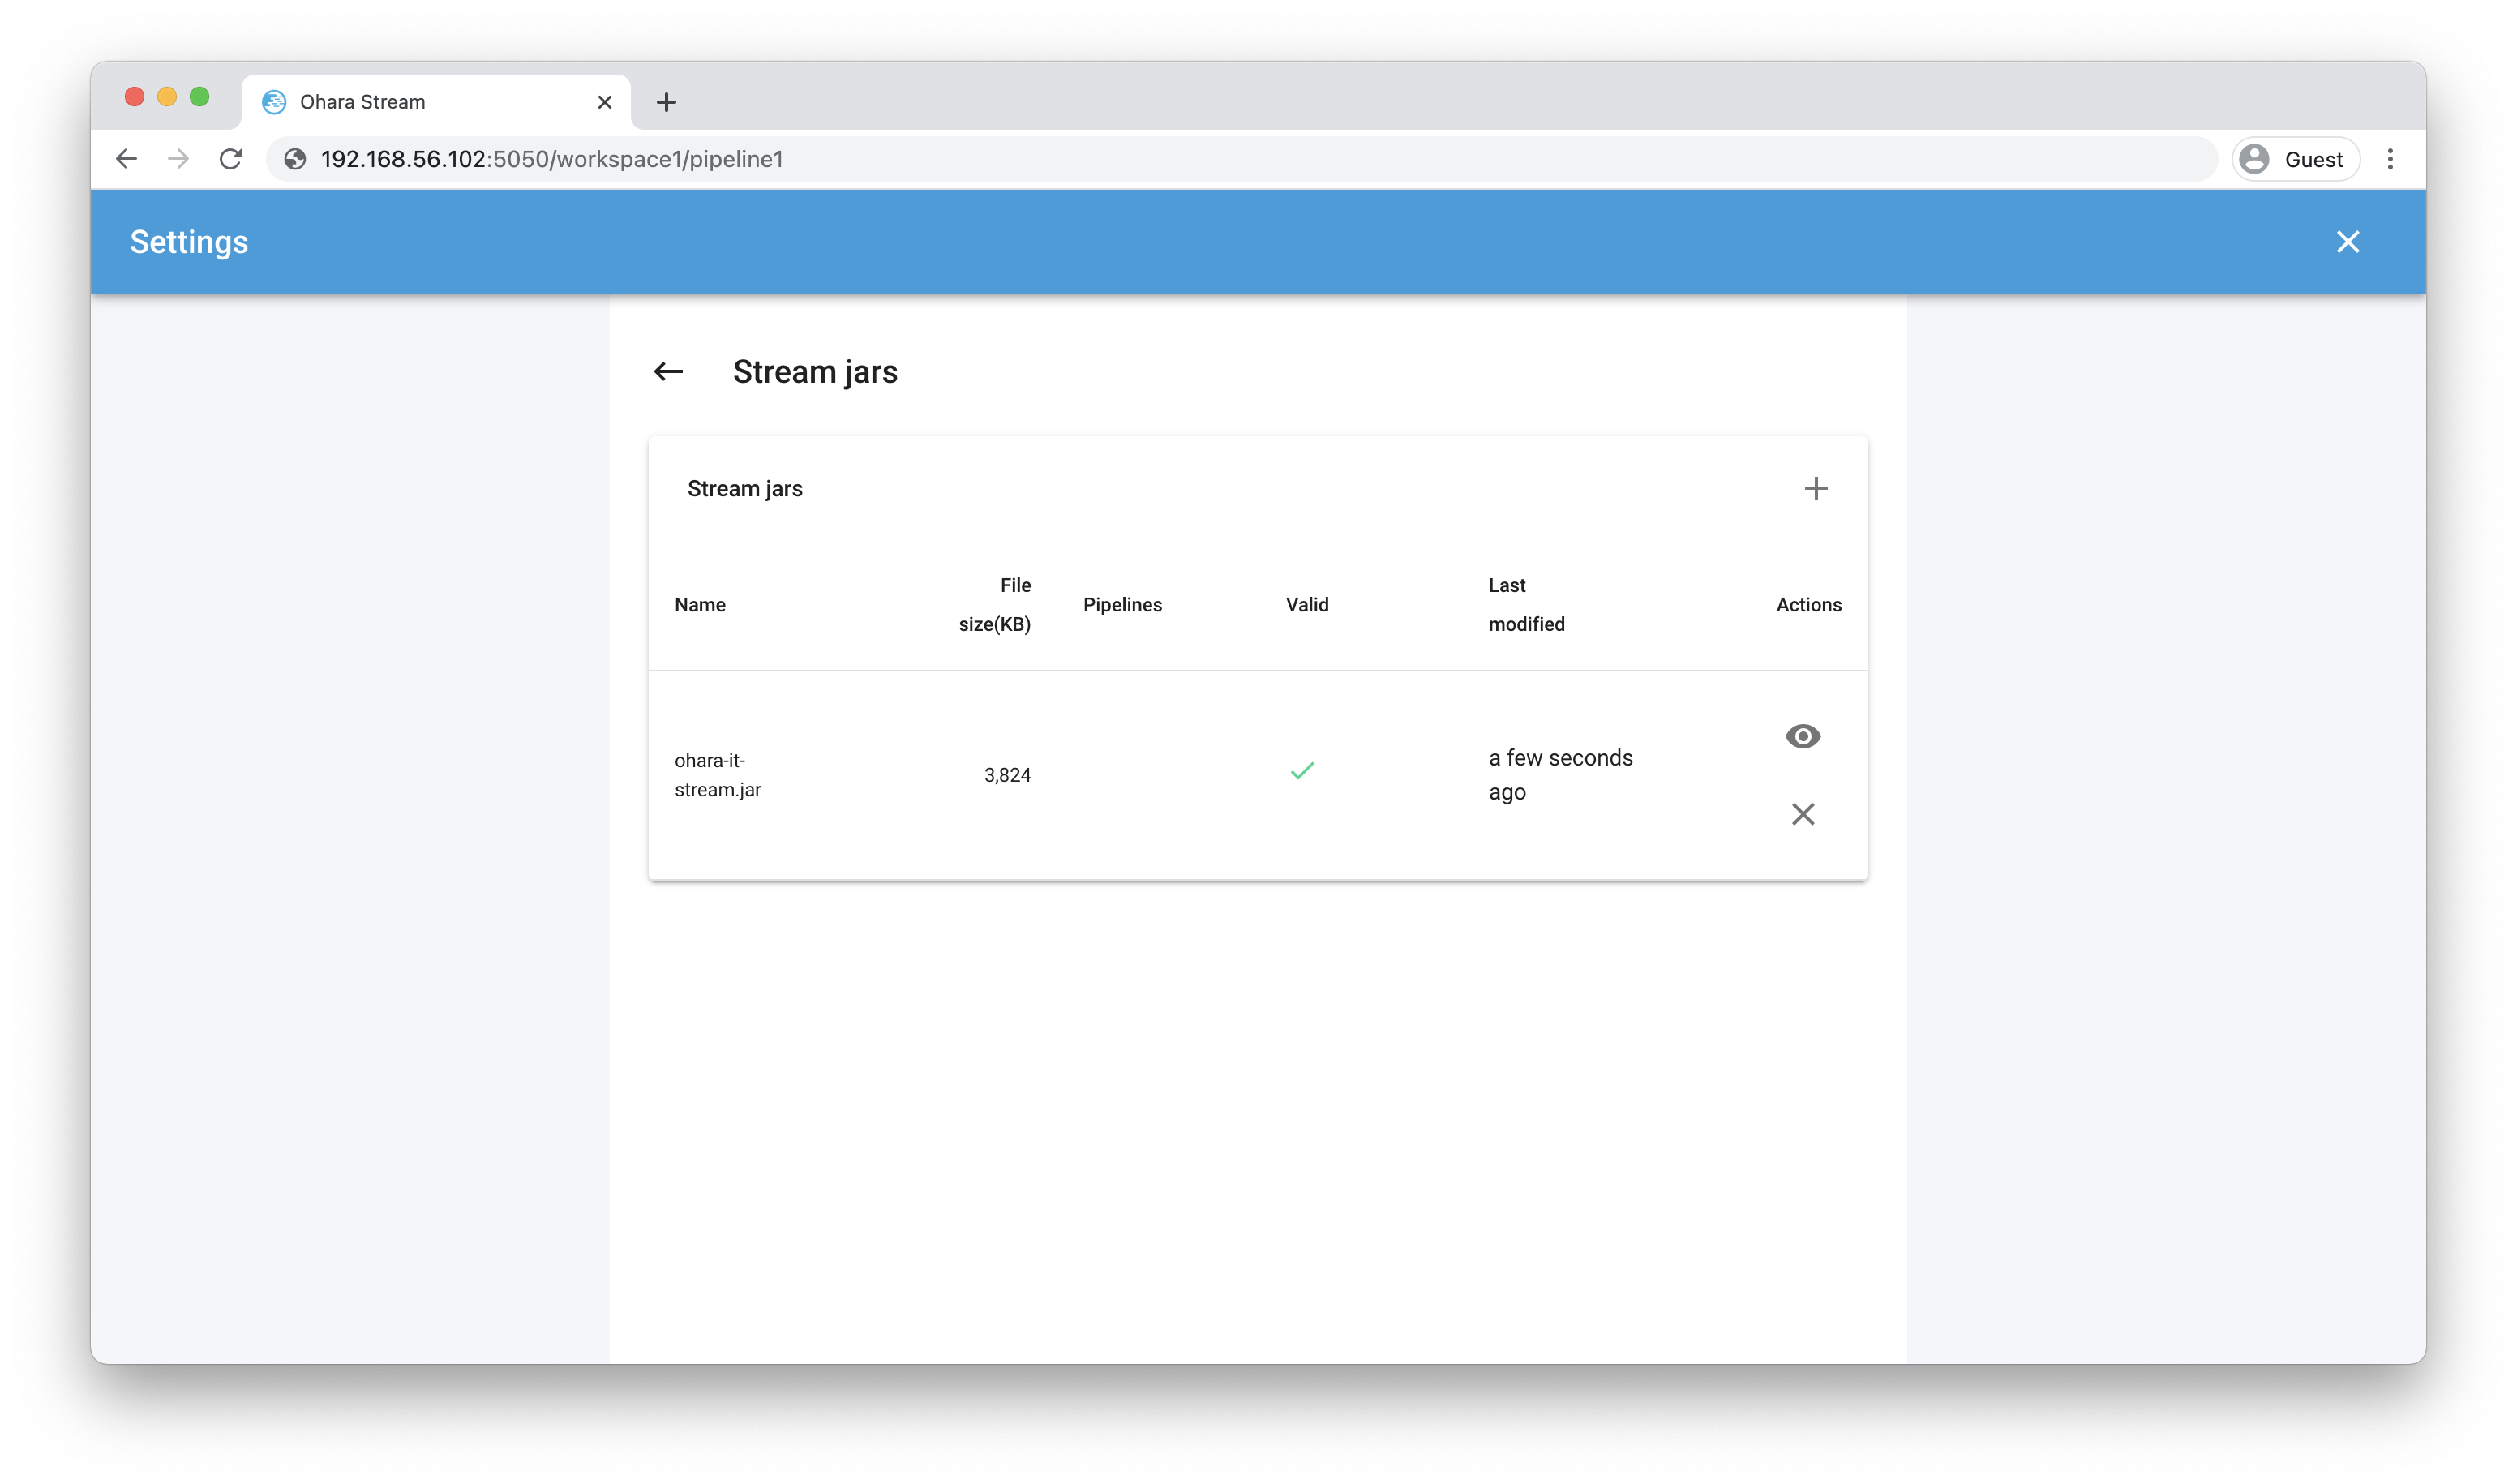 Ohara Stream
192.168.56.102:5050/workspace1/pipeline1
Guest
Settings
Stream jars
Stream jars
Name
File
size(KB)
Pipelines
Valid
Last
modified
Actions
ohara-it-
stream.jar
3,824
a few seconds
ago